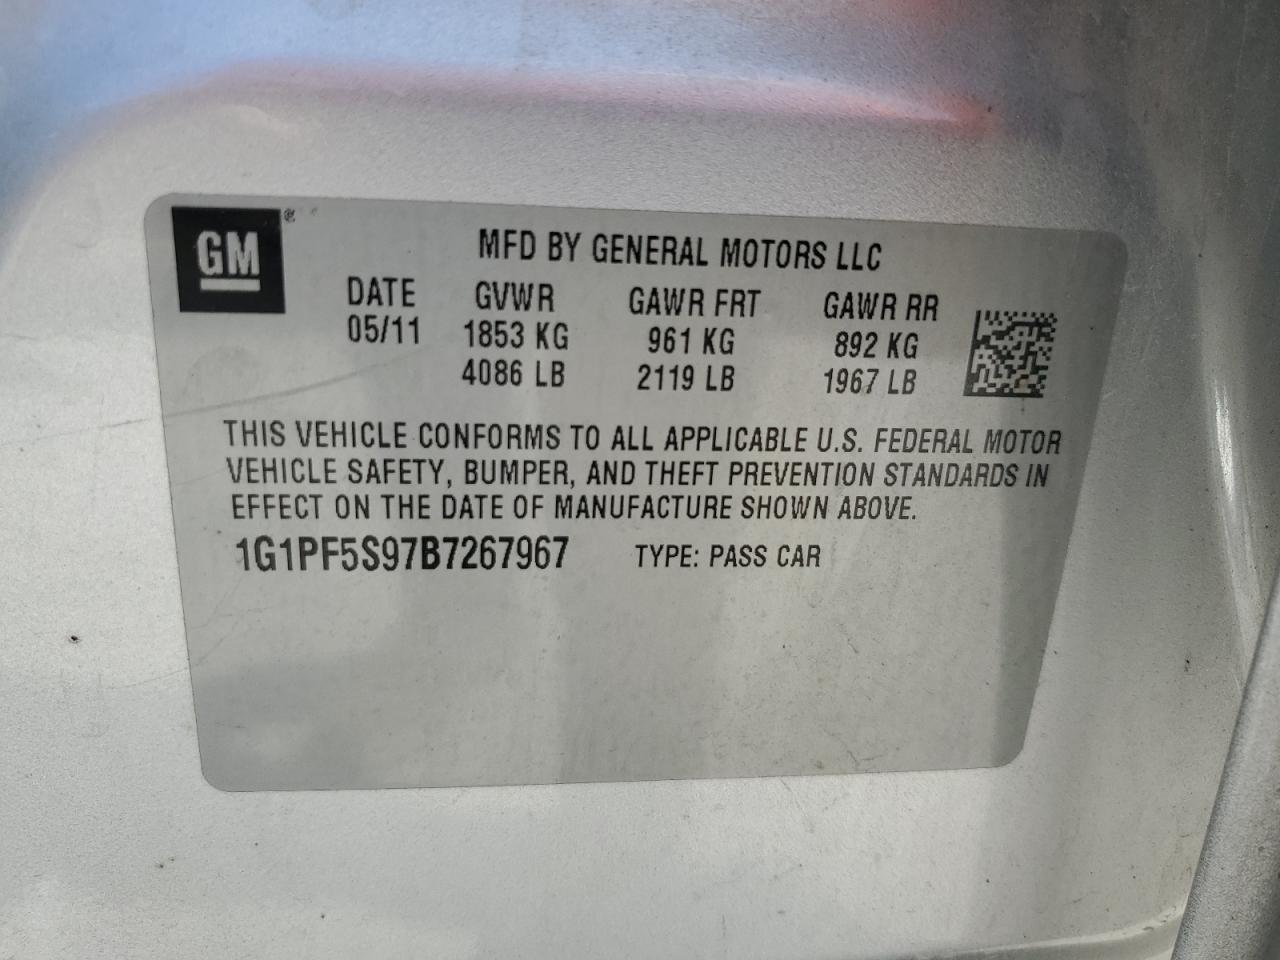 GM ®
MFD BY GENERAL MOTORS LLC
DATE GVWR GAWR FRT GAWR RR
05/11 1853 KG 961 KG 892 KG
4086 LB 2119 LB 1967 LB
THIS VEHICLE CONFORMS TO ALL APPLICABLE U.S. FEDERAL MOTOR
VEHICLE SAFETY, BUMPER, AND THEFT PREVENTION STANDARDS IN
EFFECT ON THE DATE OF MANUFACTURE SHOWN ABOVE.
1G1PF5S97B7267967 TYPE: PASS CAR